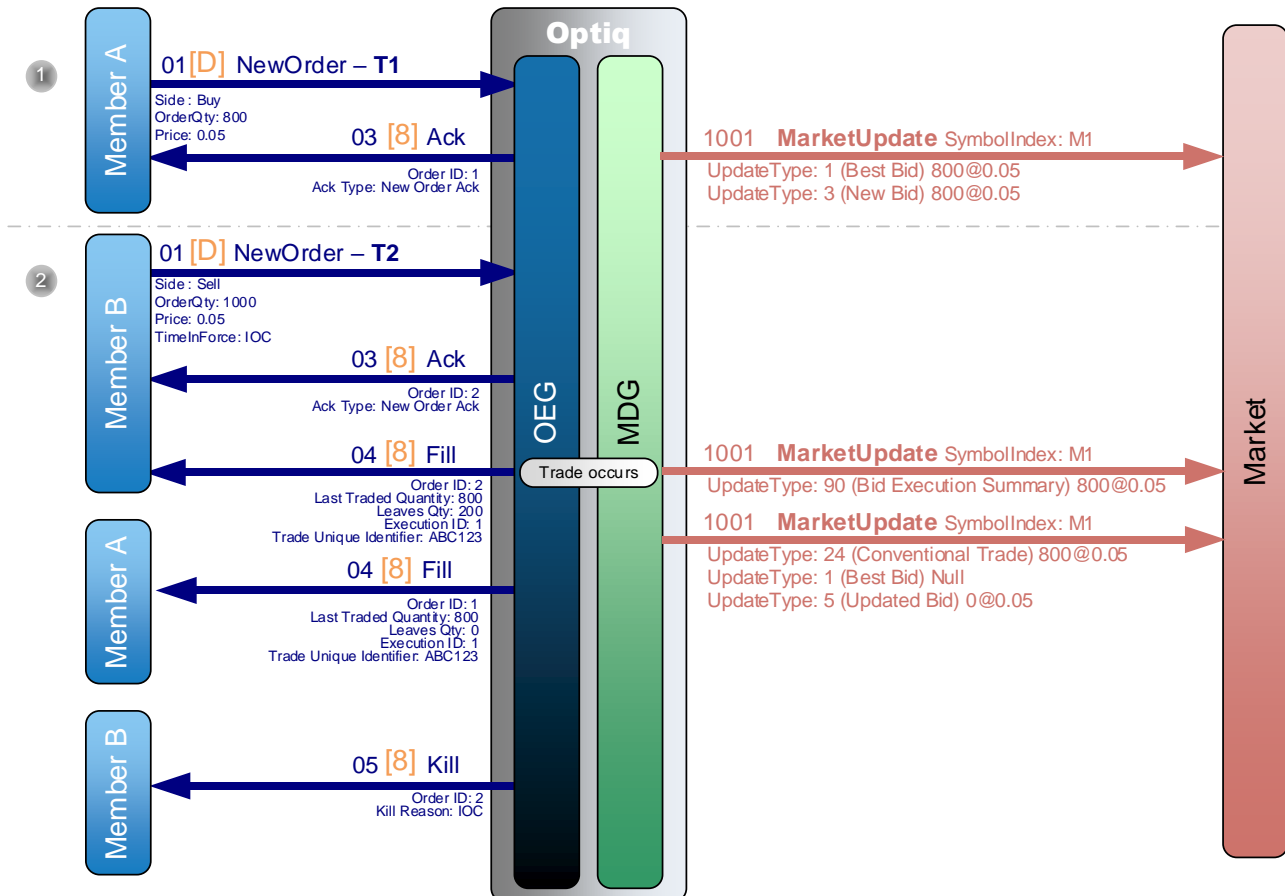 Optiq
1
Member A
01 [D] NewOrder – T1
Side : Buy
OrderQty: 800
Price: 0.05
03 [8] Ack
Order ID: 1
Ack Type: New Order Ack
1001 MarketUpdate SymbolIndex: M1
UpdateType: 1 (Best Bid) 800@0.05
UpdateType: 3 (New Bid) 800@0.05
2
Member B
01 [D] NewOrder – T2
Side : Sell
OrderQty: 1000
Price: 0.05
TimeInForce: IOC
03 [8] Ack
Order ID: 2
Ack Type: New Order Ack
OEG
MDG
Market
04 [8] Fill
Order ID: 2
Last Traded Quantity: 800
Leaves Qty: 200
Execution ID: 1
Trade Unique Identifier: ABC123
Trade occurs
1001 MarketUpdate SymbolIndex: M1
UpdateType: 90 (Bid Execution Summary) 800@0.05
1001 MarketUpdate SymbolIndex: M1
UpdateType: 24 (Conventional Trade) 800@0.05
UpdateType: 1 (Best Bid) Null
UpdateType: 5 (Updated Bid) 0@0.05
Member A
04 [8] Fill
Order ID: 1
Last Traded Quantity: 800
Leaves Qty: 0
Execution ID: 1
Trade Unique Identifier: ABC123
Member B
05 [8] Kill
Order ID: 2
Kill Reason: IOC